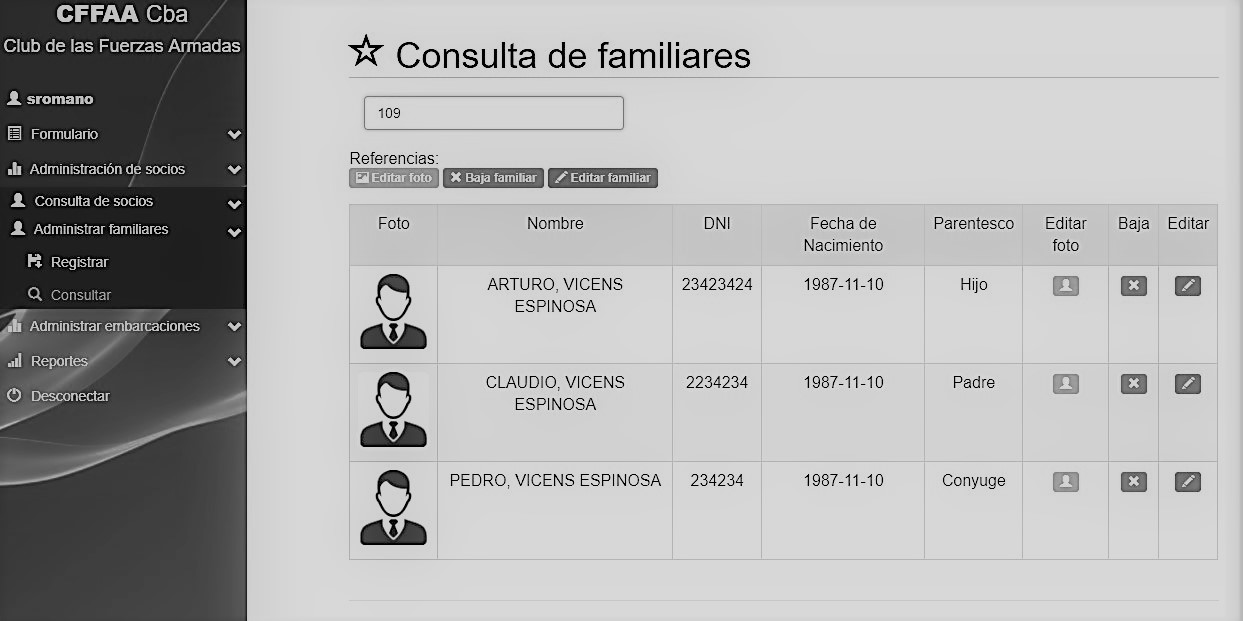 CFFAA Cba
Club de las Fuerzas Armadas
sromano
Formulario
Administración de socios
Consulta de socios
Administrar familiares
Registrar
Consultar
Administrar embarcaciones
Reportes
Desconectar
Consulta de familiares
109
Referencias:
Editar foto Baja familiar Editar familiar
Foto Nombre DNI Fecha de Parentesco Editar Baja Editar
Nacimiento foto
ARTURO, VICENS 23423424 1987-11-10 Hijo
ESPINOSA
CLAUDIO, VICENS 2234234 1987-11-10 Padre
ESPINOSA
PEDRO, VICENS ESPINOSA 234234 1987-11-10 Conyuge